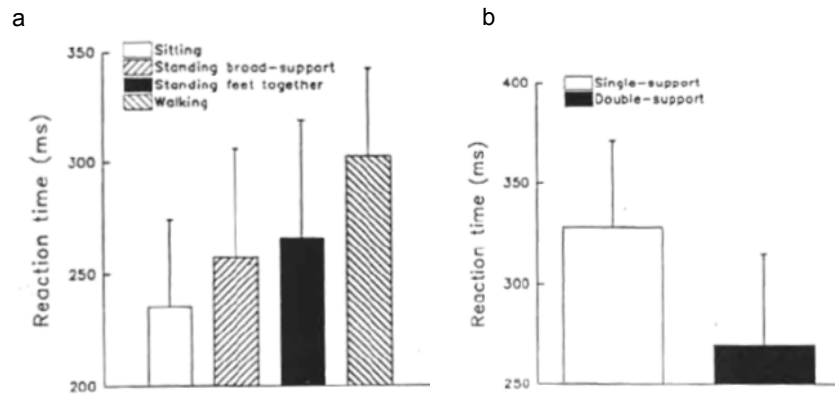 a
b
350
300
250
200
Reaction time (ms)
Sitting
Standing broad-support
Standing feet together
Walking
400
350
300
250
Reaction time (ms)
Single-support
Double-support